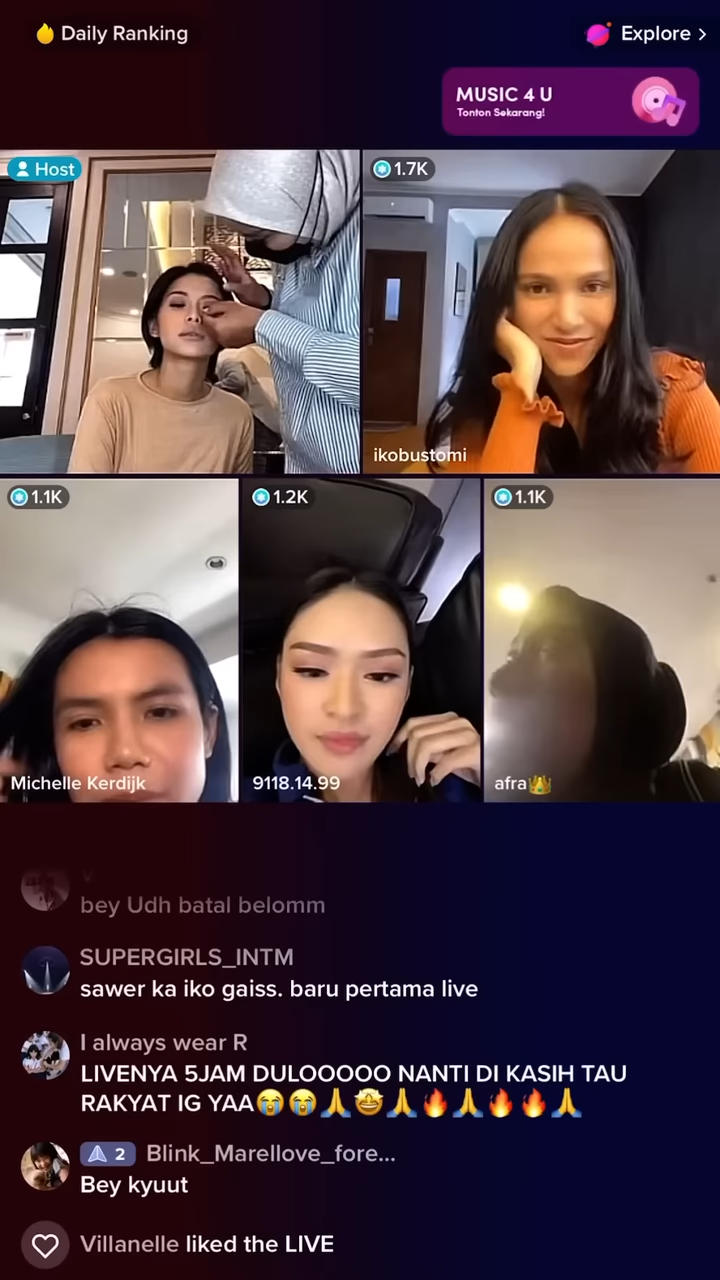 Daily Ranking
Explore >
MUSIC 4 U
Tonton Sekarang!
Host
1.7K
ikobustomi
1.1K
1.2K
1.1K
Michelle Kerdijk
9118.14.99
afra👑
bey Udh batal belomm
SUPERGIRLS_INTM
sawer ka iko gaiss. baru pertama live
I always wear R
LIVENYA 5JAM DULOOOOO NANTI DI KASIH TAU
RAKYAT IG YAA😭😭🙏🤩🙏🔥🙏🔥🔥🙏
2 Blink_Marellove_fore...
Bey kyuut
Villanelle liked the LIVE